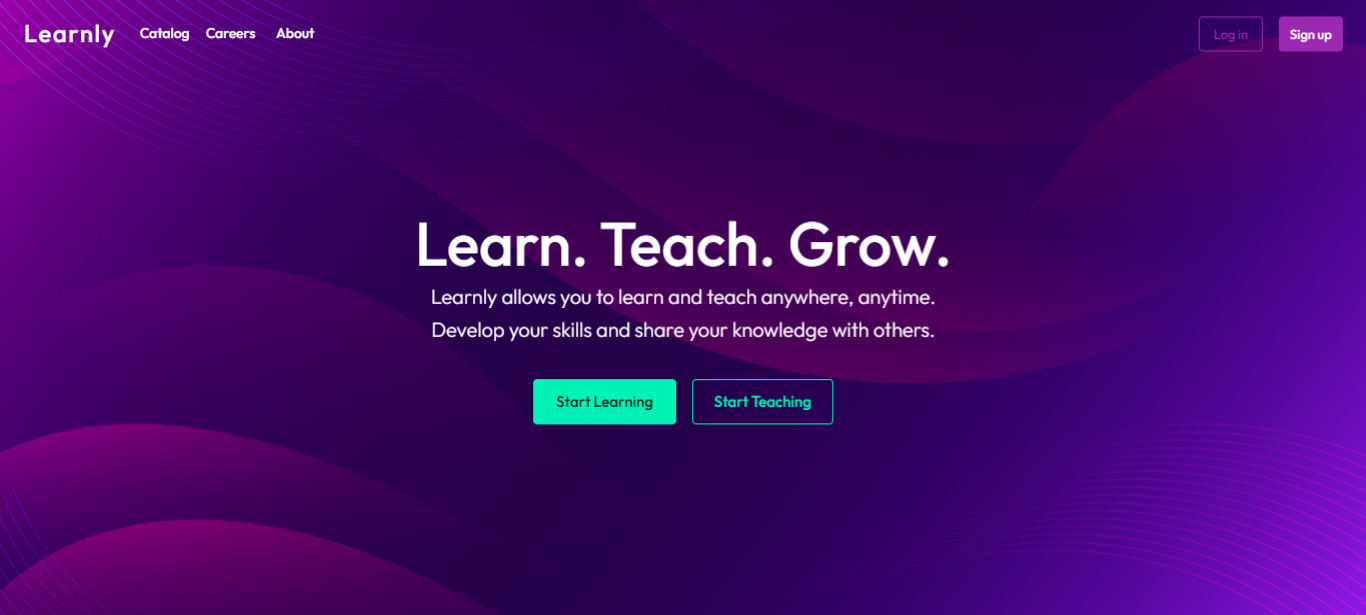 Learnly Catalog Careers About Log in Sign up
Learn. Teach. Grow.
Learnly allows you to learn and teach anywhere, anytime.
Develop your skills and share your knowledge with others.
Start Learning Start Teaching